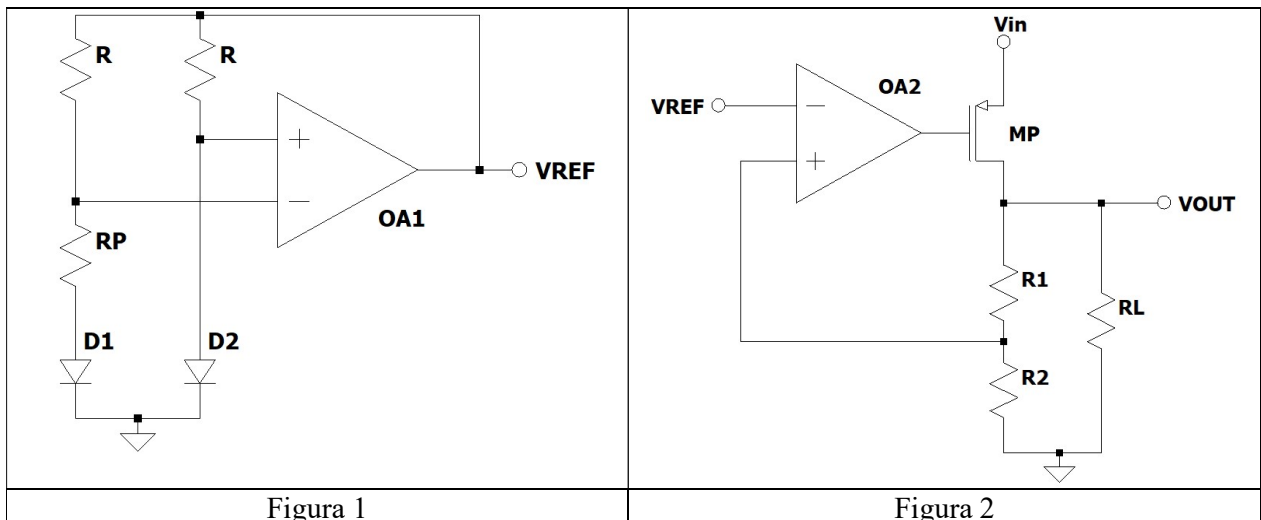 R
R
+
−
OA1
VREF
RP
D1
D2
Figura 1
Vin
OA2
VREF
−
+
MP
VOUT
R1
RL
R2
Figura 2